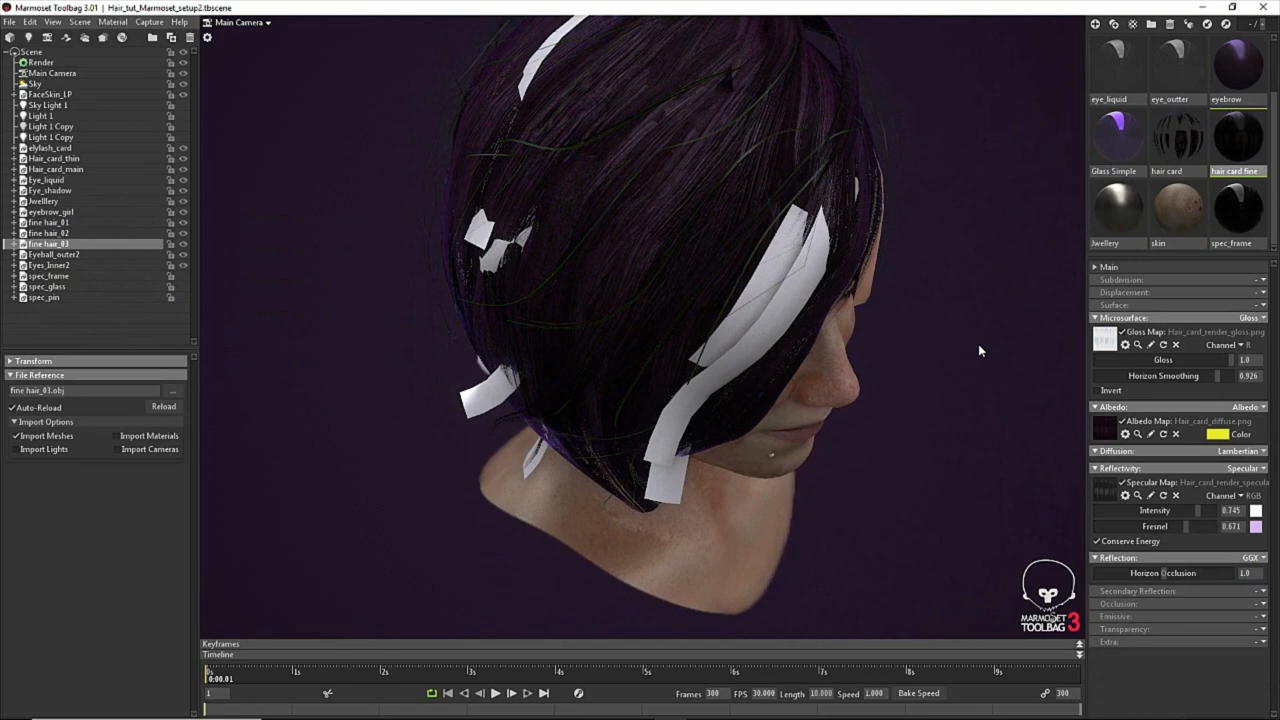 Marmoset Toolbag 3.01 | Hair_tut_Marmoset_setup2.tbscene
File Edit View Scene Material Capture Help
Main Camera
Scene
Render
Main Camera
Sky
FaceSkin_LP
Sky Light 1
Light 1
Light 1 Copy
Light 1 Copy
elylash_card
Hair_card_thin
Hair_card_main
Eye_liquid
Eye_shadow
Jwelllery
eyebrow_girl
fine hair_01
fine hair_02
fine hair_03
Eyeball_outer2
Eyes_Inner2
spec_frame
spec_glass
spec_pin
Transform
File Reference
fine hair_03.obj ...
Auto-Reload Reload
Import Options
Import Meshes Import Materials
Import Lights Import Cameras
eye_liquid eye_outter eyebrow
Glass Simple hair card hair card fine
Jwellery skin spec_frame
Main
Subdivision:
Displacement:
Surface:
Microsurface: Gloss
Gloss Map: Hair_card_render_gloss.png
Channel R
Gloss 1.0
Horizon Smoothing 0.926
Invert
Albedo: Albedo
Albedo Map: Hair_card_diffuse.png
Color
Diffusion: Lambertian
Reflectivity: Specular
Specular Map: Hair_card_render_specula
Channel RGB
Intensity 0.745
Fresnel 0.671
Conserve Energy
Reflection: GGX
Horizon Occlusion 1.0
Secondary Reflection:
Occlusion:
Emissive:
Transparency:
Extra:
MARMOSET
TOOLBAG 3
Keyframes
Timeline
0s 1s 2s 3s 4s 5s 6s 7s 8s 9s
0:00.01
1 Frames 300 FPS 30.000 Length 10.000 Speed 1.000 Bake Speed 300